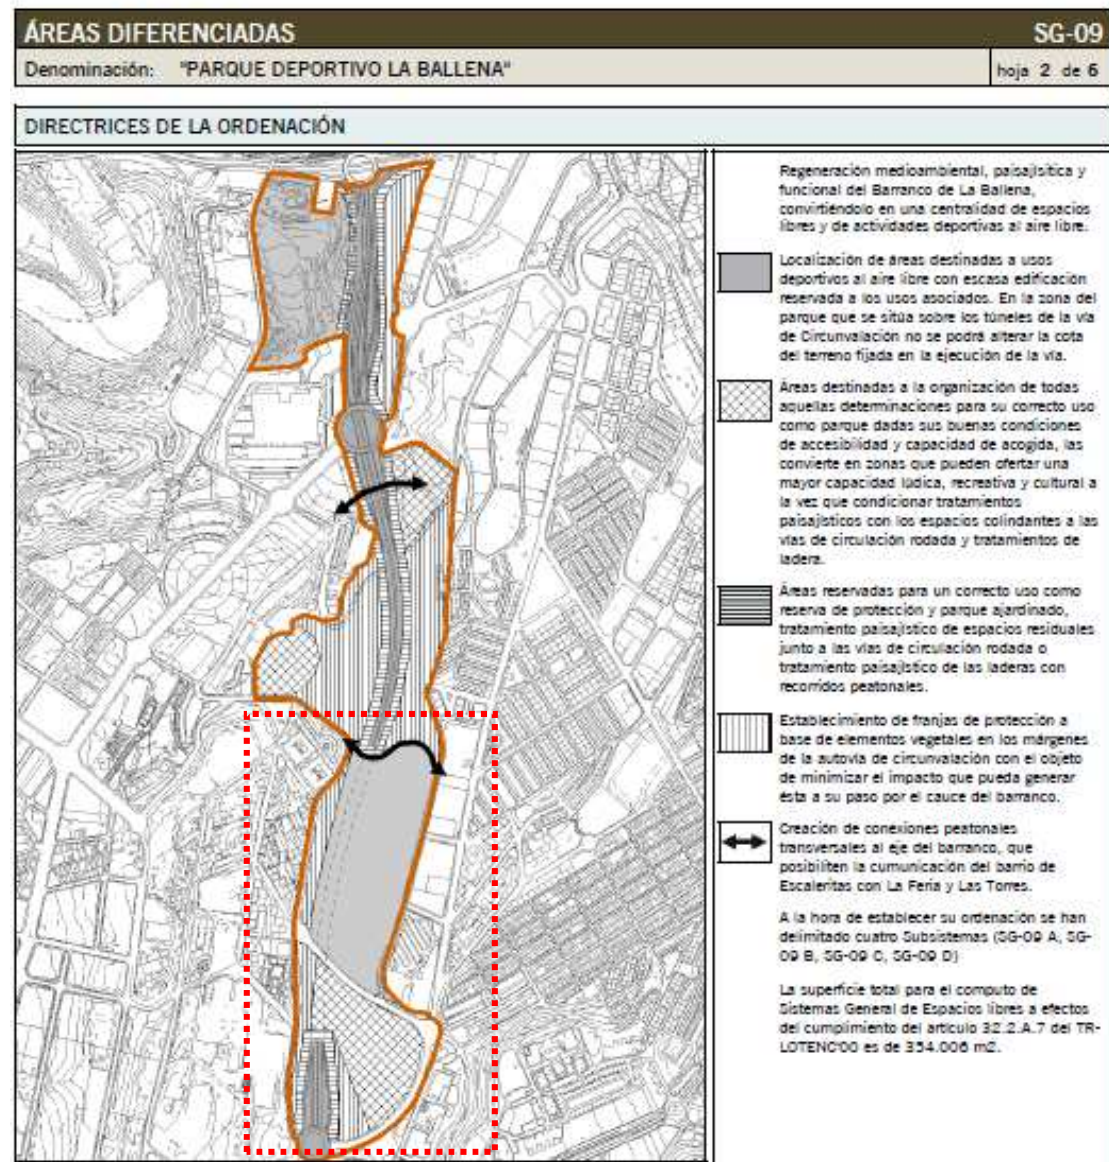 ÁREAS DIFERENCIADAS SG-09
Denominación: "PARQUE DEPORTIVO LA BALLENA" hoja 2 de 6
DIRECTRICES DE LA ORDENACIÓN
Regeneración medioambiental, paisajísitica y
funcional del Barranco de La Ballena,
convirtiéndolo en una centralidad de espacios
libres y de actividades deportivas al aire libre.
Localización de áreas destinadas a usos
deportivos al aire libre con escasa edificación
reservada a los usos asociados. En la zona del
parque que se sitúa sobre los túneles de la vía
de Circunvalación no se podrá alterar la cota
del terreno fijada en la ejecución de la vía.
Áreas destinadas a la organización de todas
aquellas determinaciones para su correcto uso
como parque dadas sus buenas condiciones
de accesibilidad y capacidad de acogida, las
convierte en zonas que pueden ofertar una
mayor capacidad lúdica, recreativa y cultural a
la vez que condicionar tratamientos
paisajísticos con los espacios colindantes a las
vías de circulación rodada y tratamientos de
ladera.
Áreas reservadas para un correcto uso como
reserva de protección y parque ajardinado,
tratamiento paisajístico de espacios residuales
junto a las vías de circulación rodada o
tratamiento paisajístico de las laderas con
recorridos peatonales.
Establecimiento de franjas de protección a
base de elementos vegetales en los márgenes
de la autovía de circunvalación con el objeto
de minimizar el impacto que pueda generar
ésta a su paso por el cauce del barranco.
Creación de conexiones peatonales
transversales al eje del barranco, que
posibiliten la cumunicación del barrio de
Escaleritas con La Feria y Las Torres.
A la hora de establecer su ordenación se han
delimitado cuatro Subsistemas (SG-09 A, SG-
09 B, SG-09 C, SG-09 D)
La superficie total para el computo de
Sistemas General de Espacios libres a efectos
del cumplimiento del artículo 32.2.A.7 del TR-
LOTENC'00 es de 354.006 m2.